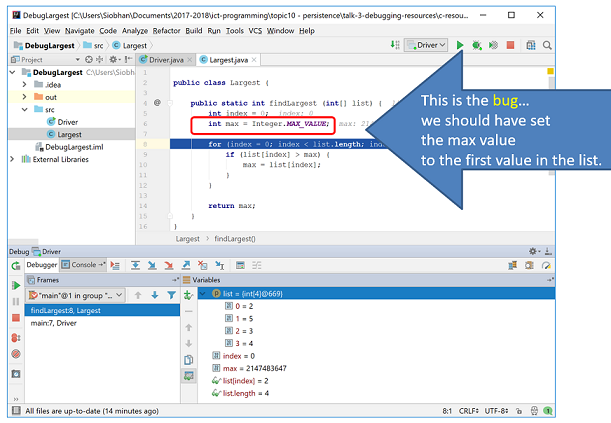 DebugLargest [C:\Users\Siobhan\Documents\2017-2018\ict-programming\topic10 - persistence\talk-3-debugging-resources\c-resou...
File Edit View Navigate Code Analyze Refactor Build Run Tools VCS Window Help
DebugLargest src Largest
Driver
Project
Driver.java Largest.java
DebugLargest C:\Users\Siobhan
.idea
out
src
Driver
Largest
DebugLargest.iml
External Libraries
1
2 public class Largest {
3
4 @ public static int findLargest (int[] list) {
5 int index = 0; index: 0
6 int max = Integer.MAX_VALUE; max: 21
7
8 for (index = 0; index < list.length; ind
9 if (list[index] > max) {
10 max = list[index];
11 }
12 }
13
14 return max;
15 }
16 }
Largest findLargest()
This is the bug...
we should have set
the max value
to the first value in the list.
Debug Driver
Debugger Console
Frames
"main"@1 in group "...
findLargest:8, Largest
main:7, Driver
Variables
list = {int[4]@669}
0 = 2
1 = 5
2 = 3
3 = 4
index = 0
max = 2147483647
list[index] = 2
list.length = 4
All files are up-to-date (14 minutes ago)
8:1 CRLF UTF-8 1